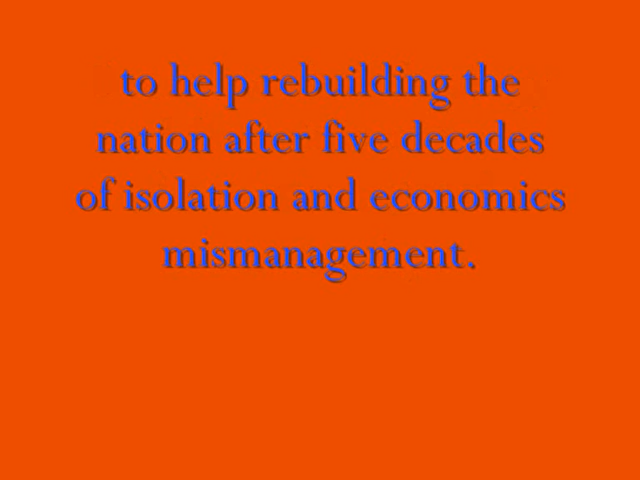 to help rebuilding the
nation after five decades
of isolation and economics
mismanagement.